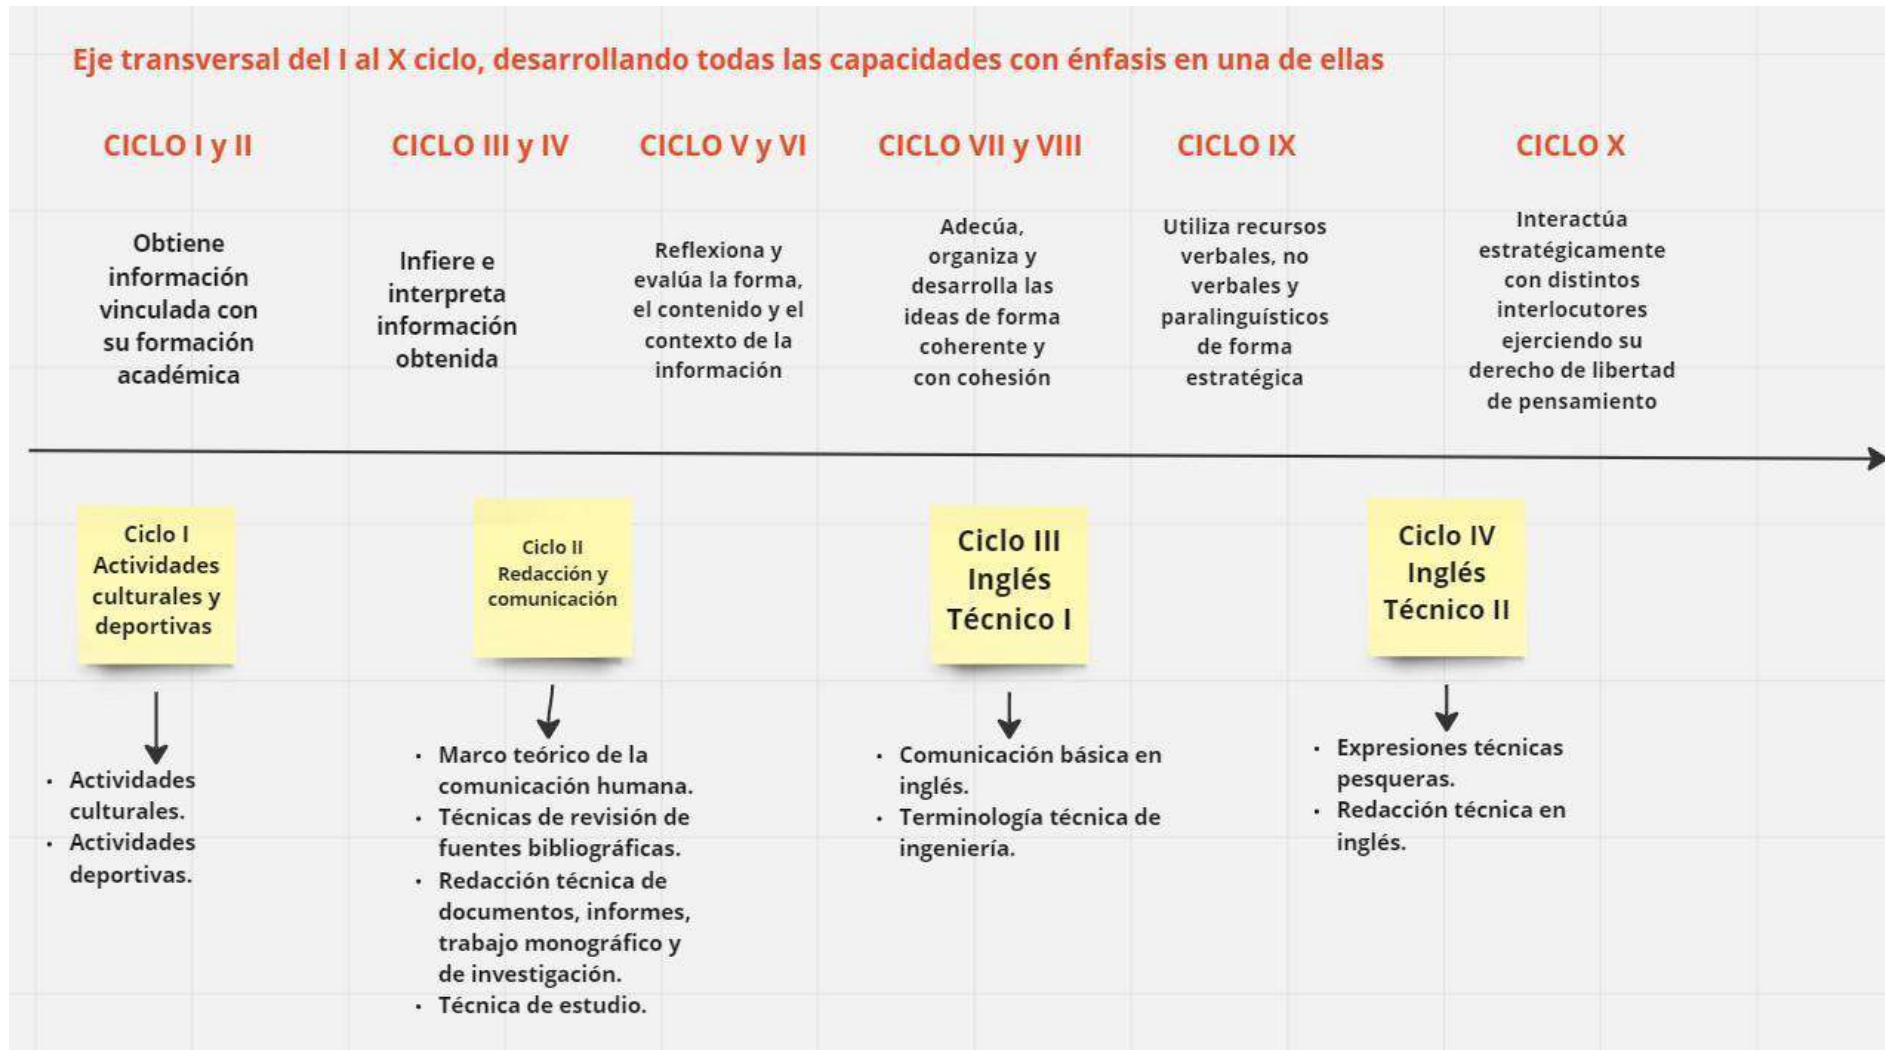 Eje transversal del I al X ciclo, desarrollando todas las capacidades con énfasis en una de ellas
CICLO I y II
Obtiene
información
vinculada con
su formación
académica
CICLO III y IV
Infiere e
interpreta
información
obtenida
CICLO V y VI
Reflexiona y
evalúa la forma,
el contenido y el
contexto de la
información
CICLO VII y VIII
Adecúa,
organiza y
desarrolla las
ideas de forma
coherente y
con cohesión
CICLO IX
Utiliza recursos
verbales, no
verbales y
paralinguísticos
de forma
estratégica
CICLO X
Interactúa
estratégicamente
con distintos
interlocutores
ejerciendo su
derecho de libertad
de pensamiento
Ciclo I
Actividades
culturales y
deportivas
• Actividades
culturales.
• Actividades
deportivas.
Ciclo II
Redacción y
comunicación
• Marco teórico de la
comunicación humana.
• Técnicas de revisión de
fuentes bibliográficas.
• Redacción técnica de
documentos, informes,
trabajo monográfico y
de investigación.
• Técnica de estudio.
Ciclo III
Inglés
Técnico I
• Comunicación básica en
inglés.
• Terminología técnica de
ingeniería.
Ciclo IV
Inglés
Técnico II
• Expresiones técnicas
pesqueras.
• Redacción técnica en
inglés.